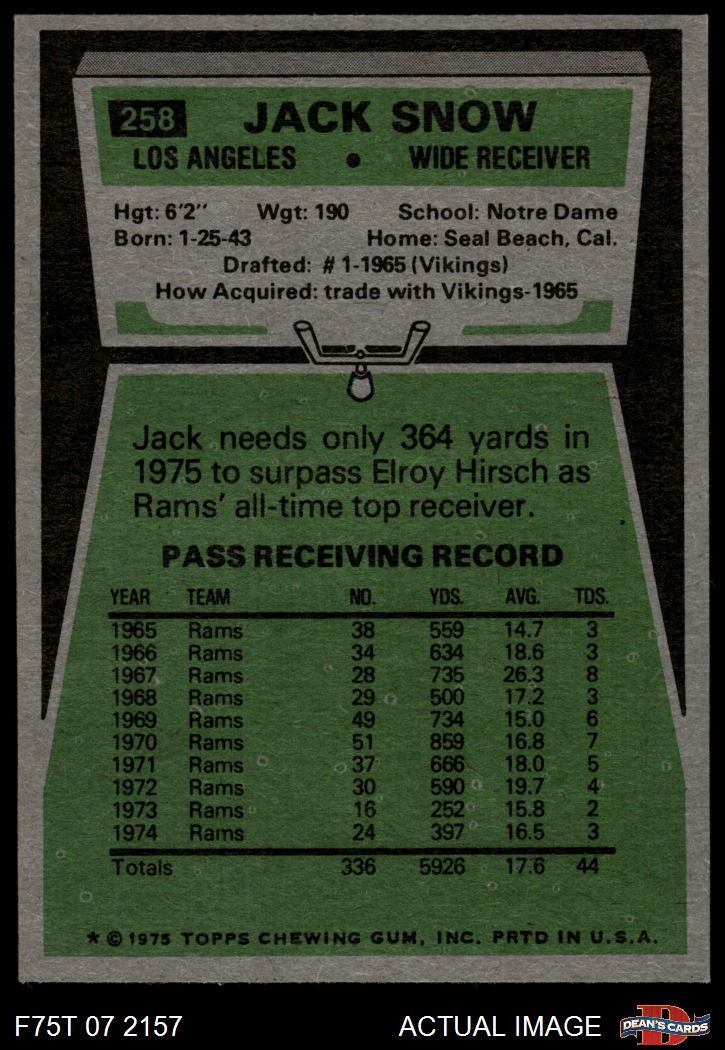 258 JACK SNOW
LOS ANGELES • WIDE RECEIVER
Hgt: 6'2" Wgt: 190 School: Notre Dame
Born: 1-25-43 Home: Seal Beach, Cal.
Drafted: #1-1965 (Vikings)
How Acquired: trade with Vikings-1965
Jack needs only 364 yards in
1975 to surpass Elroy Hirsch as
Rams' all-time top receiver.
PASS RECEIVING RECORD
YEAR TEAM NO. YDS. AVG. TDS.
1965 Rams 38 559 14.7 3
1966 Rams 34 634 18.6 3
1967 Rams 28 735 26.3 8
1968 Rams 29 500 17.2 3
1969 Rams 49 734 15.0 6
1970 Rams 51 859 16.8 7
1971 Rams 37 666 18.0 5
1972 Rams 30 590 19.7 4
1973 Rams 16 252 15.8 2
1974 Rams 24 397 16.5 3
Totals 336 5926 17.6 44
* © 1975 TOPPS CHEWING GUM, INC. PRTD IN U.S.A.
F75T 07 2157 ACTUAL IMAGE D DEAN'S CARDS